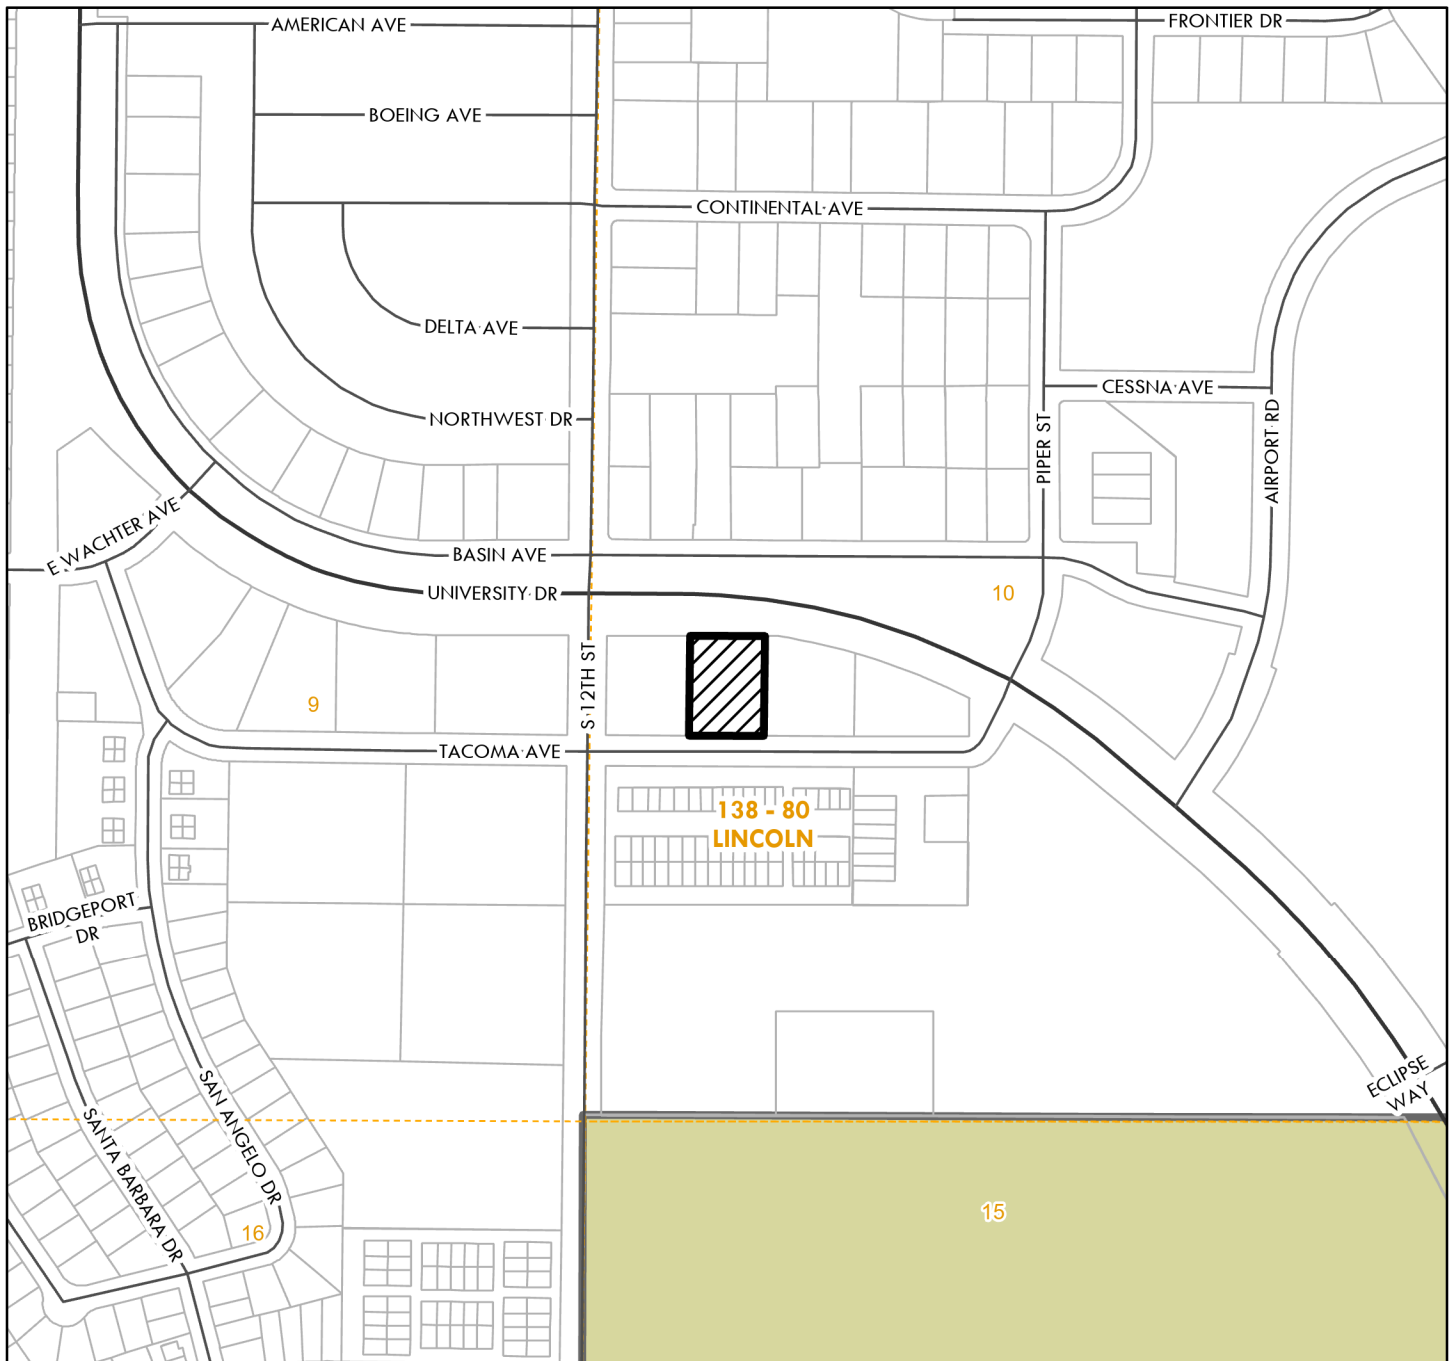 AMERICAN AVE
FRONTIER DR
BOEING AVE
CONTINENTAL AVE
DELTA AVE
CESSNA AVE
NORTHWEST DR
PIPER ST
AIRPORT RD
E WACHTER AVE
BASIN AVE
UNIVERSITY DR
10
S 12TH ST
9
TACOMA AVE
138 - 80
LINCOLN
BRIDGEPORT
DR
SAN ANGELO DR
SANTA BARBARA DR
ECLIPSE
WAY
15
16